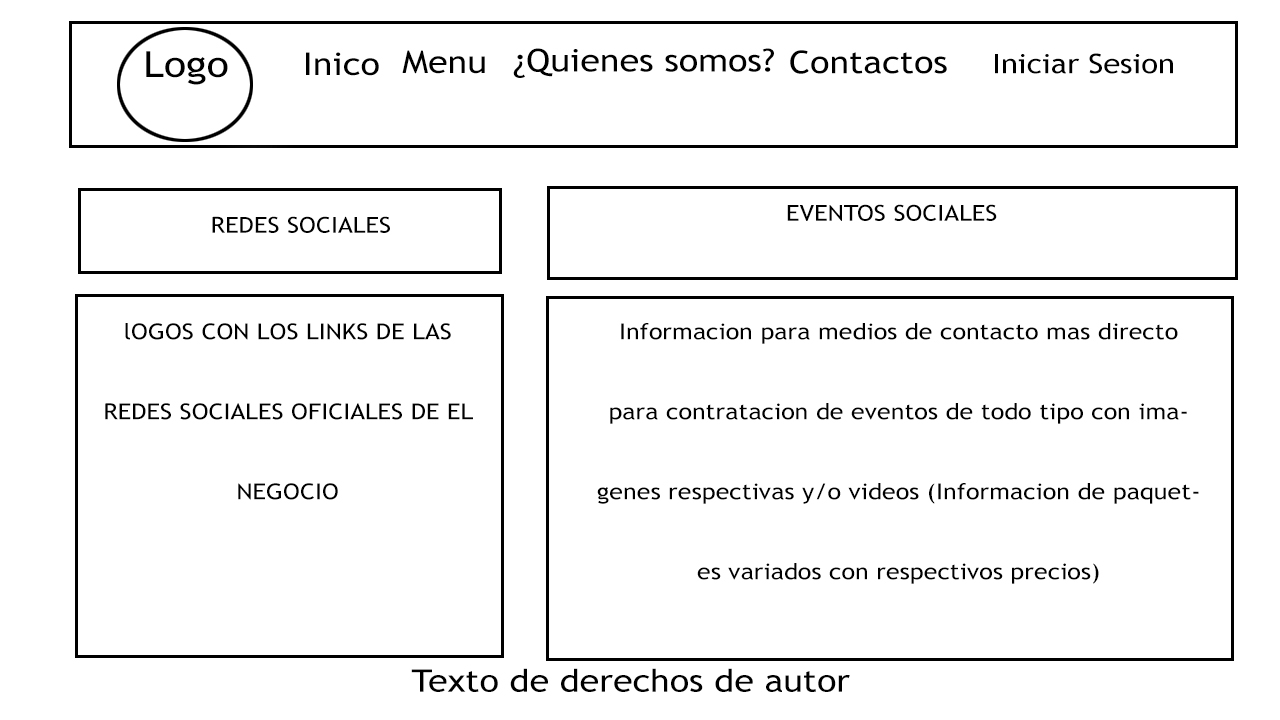 Logo Inico Menu ¿Quienes somos? Contactos Iniciar Sesion
REDES SOCIALES
EVENTOS SOCIALES
lOGOS CON LOS LINKS DE LAS
REDES SOCIALES OFICIALES DE EL
NEGOCIO
Informacion para medios de contacto mas directo
para contratacion de eventos de todo tipo con ima-
genes respectivas y/o videos (Informacion de paquet-
es variados con respectivos precios)
Texto de derechos de autor